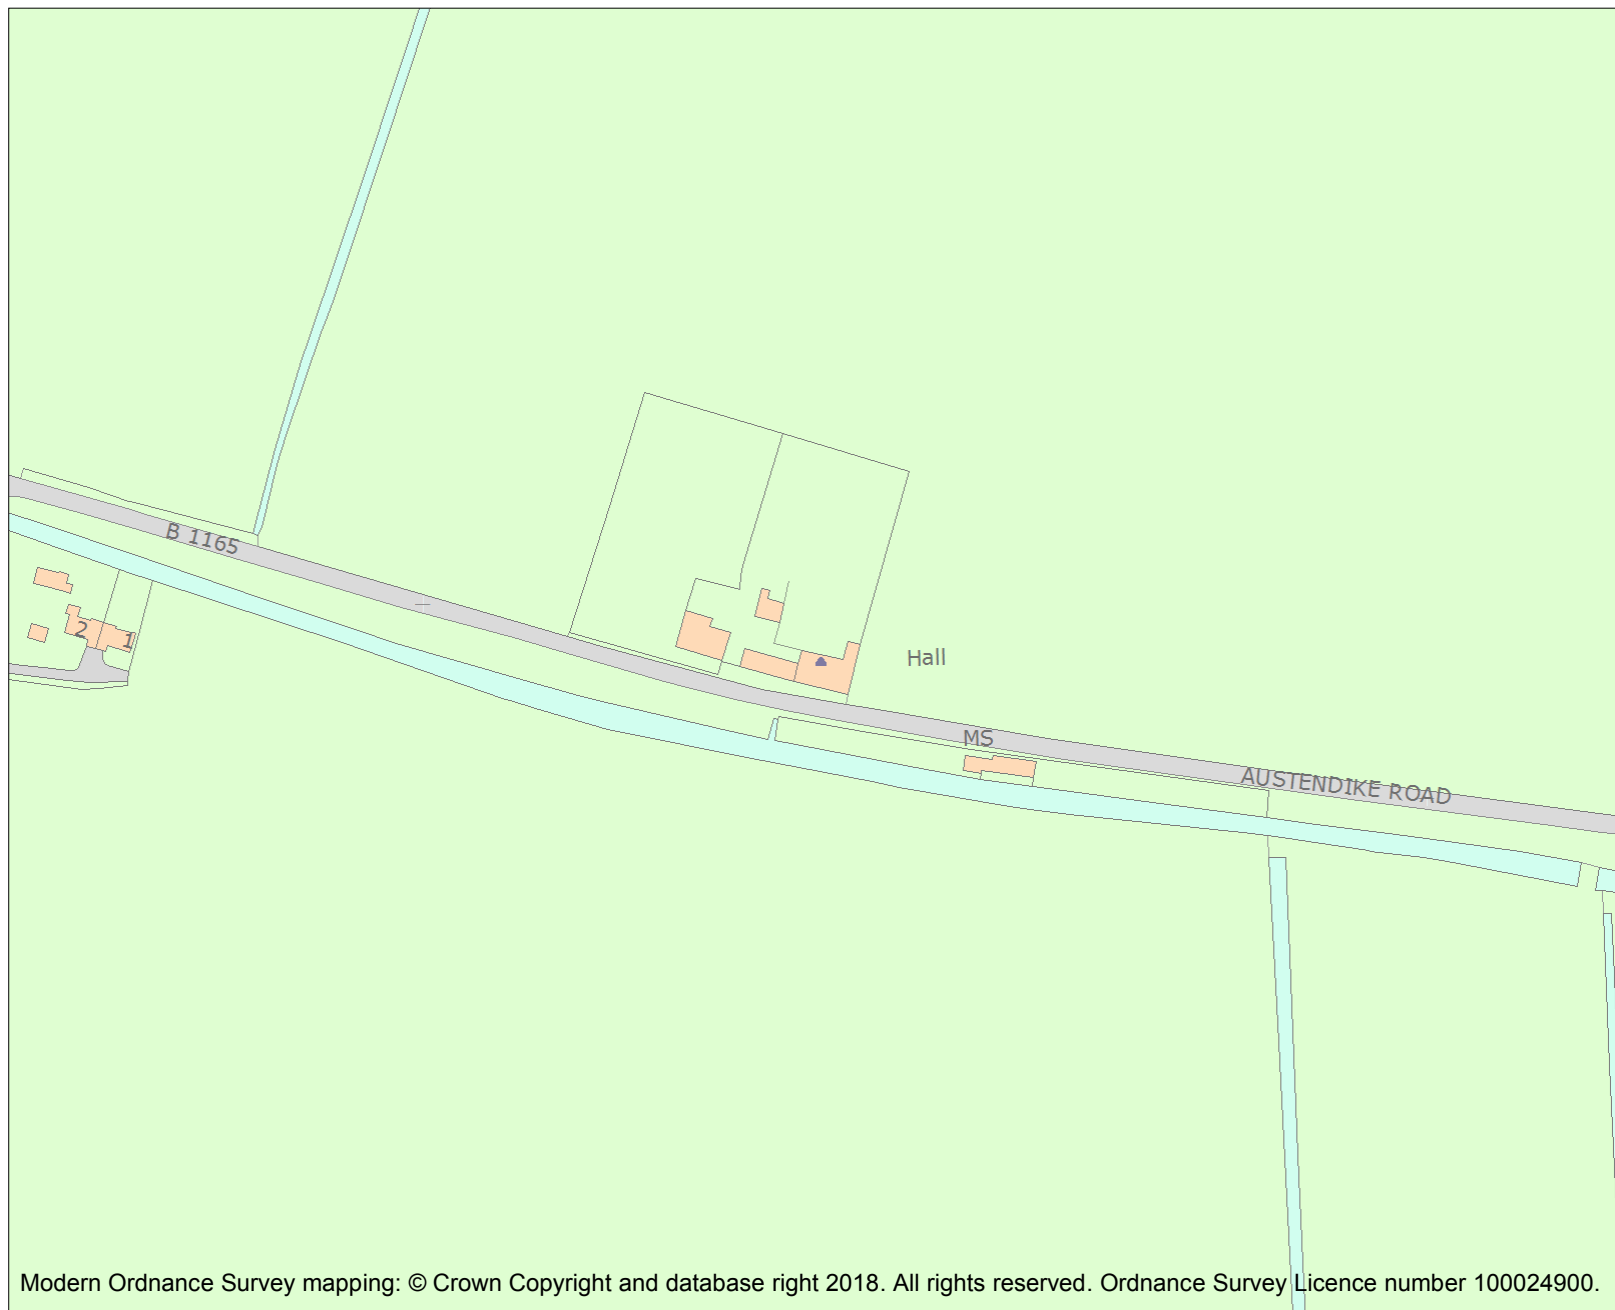 B 1165
2
1
Hall
MS
AUSTENDIKE ROAD
Modern Ordnance Survey mapping: © Crown Copyright and database right 2018. All rights reserved. Ordnance Survey Licence number 100024900.